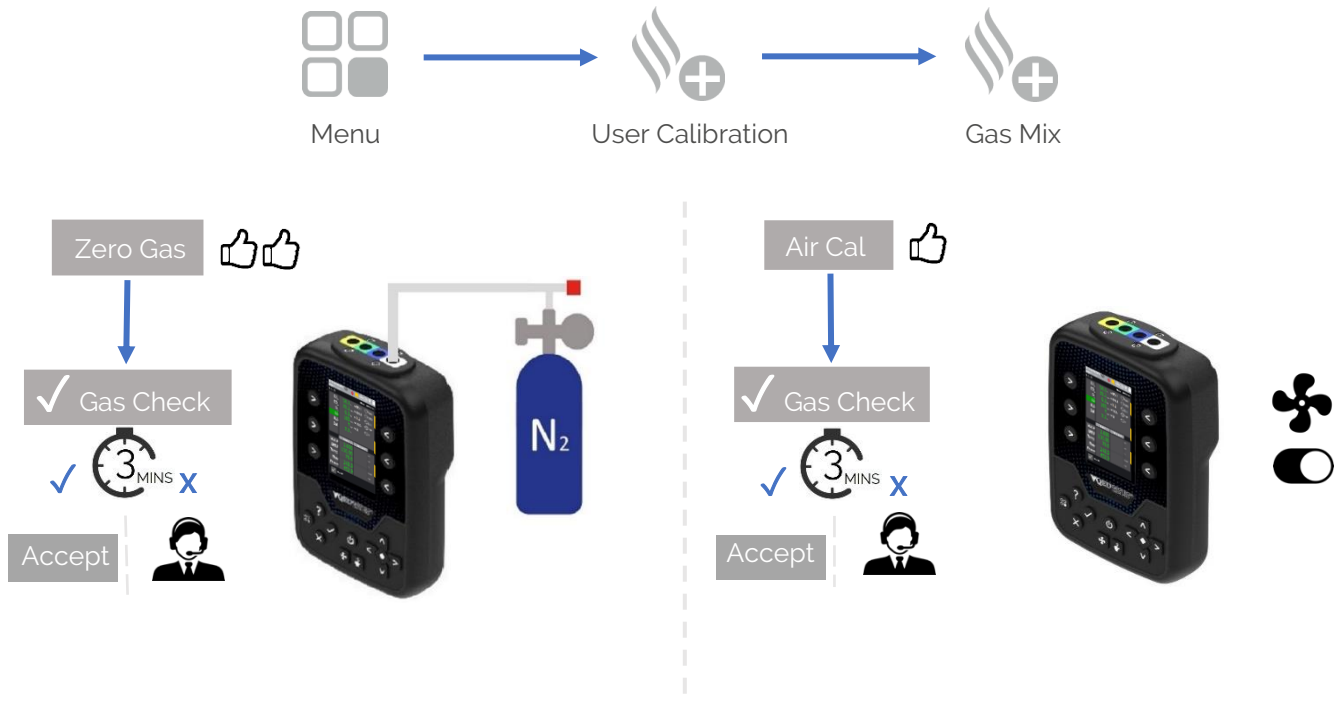 Menu
User Calibration
Gas Mix
Zero Gas
Gas Check
3 MINS
X
Accept
N2
Air Cal
Gas Check
3 MINS
X
Accept